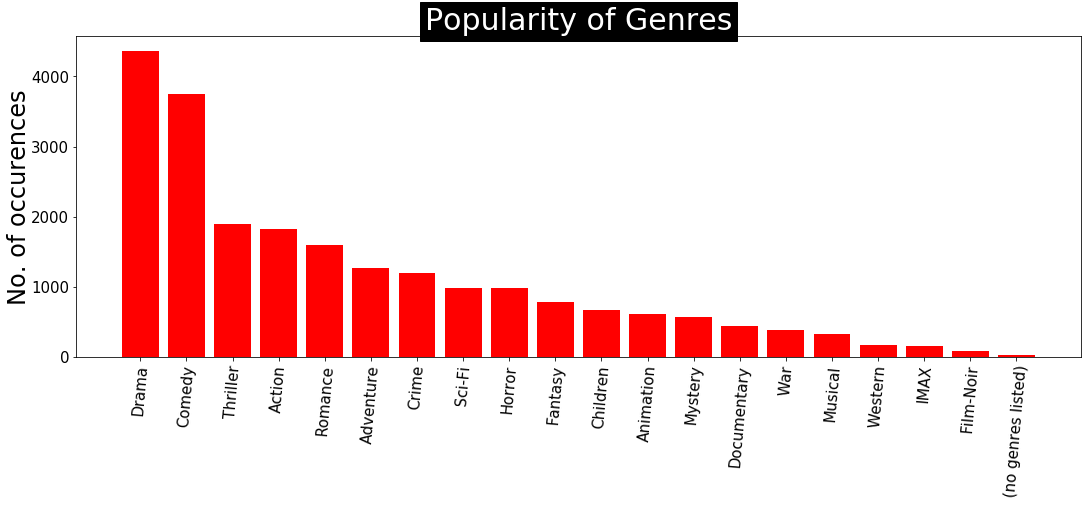 Popularity of Genres
No. of occurences
4000
3000
2000
1000
0
Drama
Comedy
Thriller
Action
Romance
Adventure
Crime
Sci-Fi
Horror
Fantasy
Children
Animation
Mystery
Documentary
War
Musical
Western
IMAX
Film-Noir
(no genres listed)